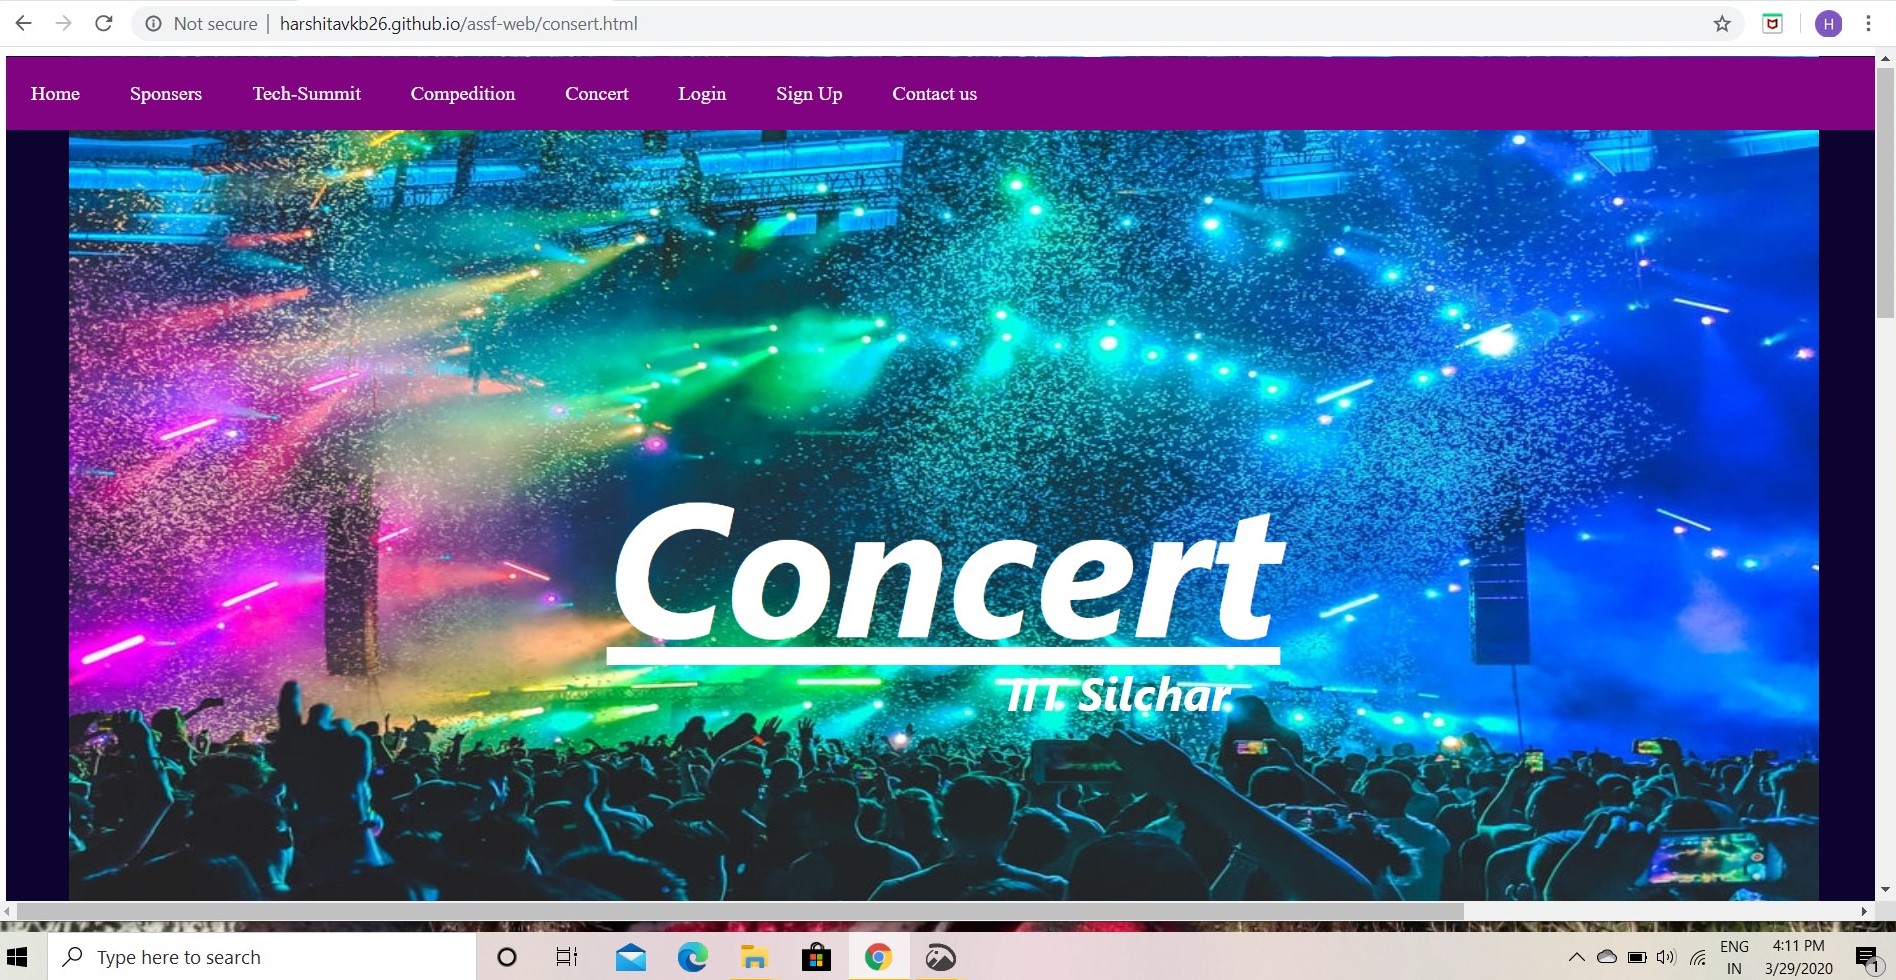 Not secure | harshitavkb26.github.io/assf-web/consert.html
H
Home Sponsers Tech-Summit Compedition Concert Login Sign Up Contact us
Concert
IIT Silchar
Type here to search
ENG
IN
4:11 PM
3/29/2020
1